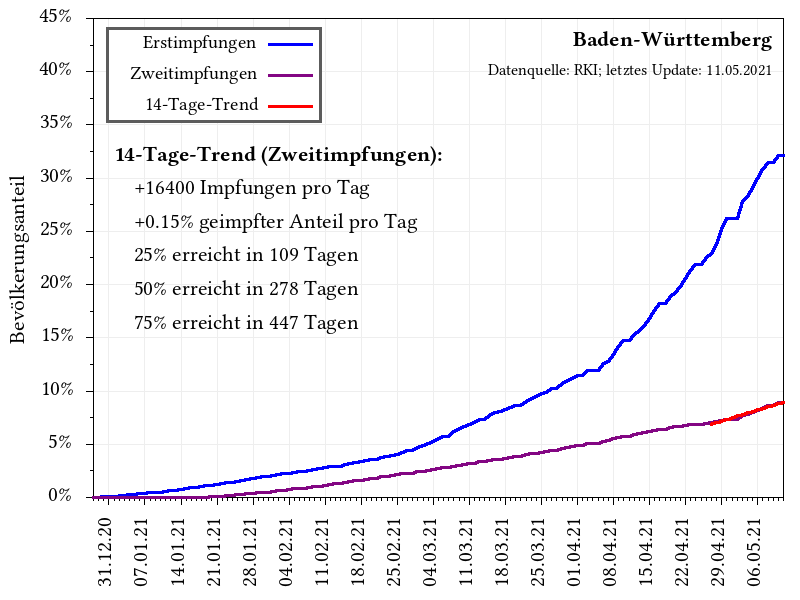 45%
40%
35%
30%
25%
20%
15%
10%
5%
0%
Bevölkerungsanteil
Erstimpfungen
Zweitimpfungen
14-Tage-Trend
Baden-Württemberg
Datenquelle: RKI; letztes Update: 11.05.2021
14-Tage-Trend (Zweitimpfungen):
+16400 Impfungen pro Tag
+0.15% geimpfter Anteil pro Tag
25% erreicht in 109 Tagen
50% erreicht in 278 Tagen
75% erreicht in 447 Tagen
31.12.20
07.01.21
14.01.21
21.01.21
28.01.21
04.02.21
11.02.21
18.02.21
25.02.21
04.03.21
11.03.21
18.03.21
25.03.21
01.04.21
08.04.21
15.04.21
22.04.21
29.04.21
06.05.21